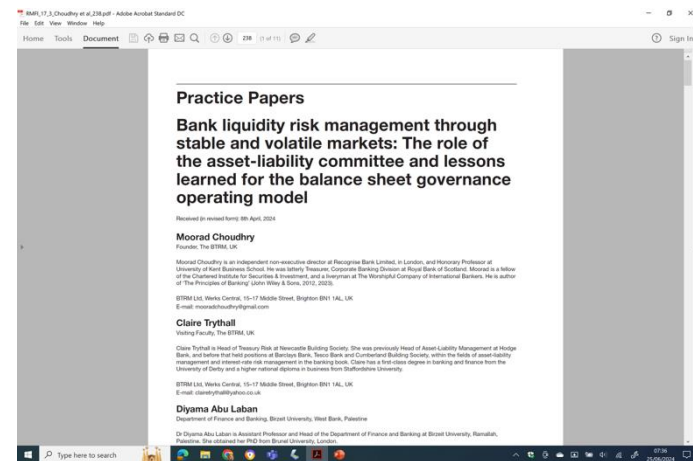 RMFI_17_3_Choudhry et al_238.pdf - Adobe Acrobat Standard DC
File Edit View Window Help
Home Tools Document 238 (1 of 11) Sign In
Practice Papers
Bank liquidity risk management through
stable and volatile markets: The role of
the asset-liability committee and lessons
learned for the balance sheet governance
operating model
Received (in revised form): 8th April, 2024
Moorad Choudhry
Founder, The BTRM, UK
Moorad Choudhry is an independent non-executive director at Recognise Bank Limited, in London, and Honorary Professor at
University of Kent Business School. He was latterly Treasurer, Corporate Banking Division at Royal Bank of Scotland. Moorad is a fellow
of the Chartered Institute for Securities & Investment, and a liveryman at The Worshipful Company of International Bankers. He is author
of 'The Principles of Banking' (John Wiley & Sons, 2012, 2023).
BTRM Ltd, Werks Central, 15–17 Middle Street, Brighton BN1 1AL, UK
E-mail: mooradchoudhry@gmail.com
Claire Trythall
Visiting Faculty, The BTRM, UK
Claire Trythall is Head of Treasury Risk at Newcastle Building Society. She was previously Head of Asset-Liability Management at Hodge
Bank, and before that held positions at Barclays Bank, Tesco Bank and Cumberland Building Society, within the fields of asset-liability
management and interest-rate risk management in the banking book. Claire has a first-class degree in banking and finance from the
University of Derby and a higher national diploma in business from Staffordshire University.
BTRM Ltd, Werks Central, 15–17 Middle Street, Brighton BN1 1AL, UK
E-mail: clairetrythall@yahoo.co.uk
Diyama Abu Laban
Department of Finance and Banking, Birzeit University, West Bank, Palestine
Dr Diyama Abu Laban is Assistant Professor and Head of the Department of Finance and Banking at Birzeit University, Ramallah,
Palestine. She obtained her PhD from Brunel University, London.
Type here to search
07:36
25/06/2024